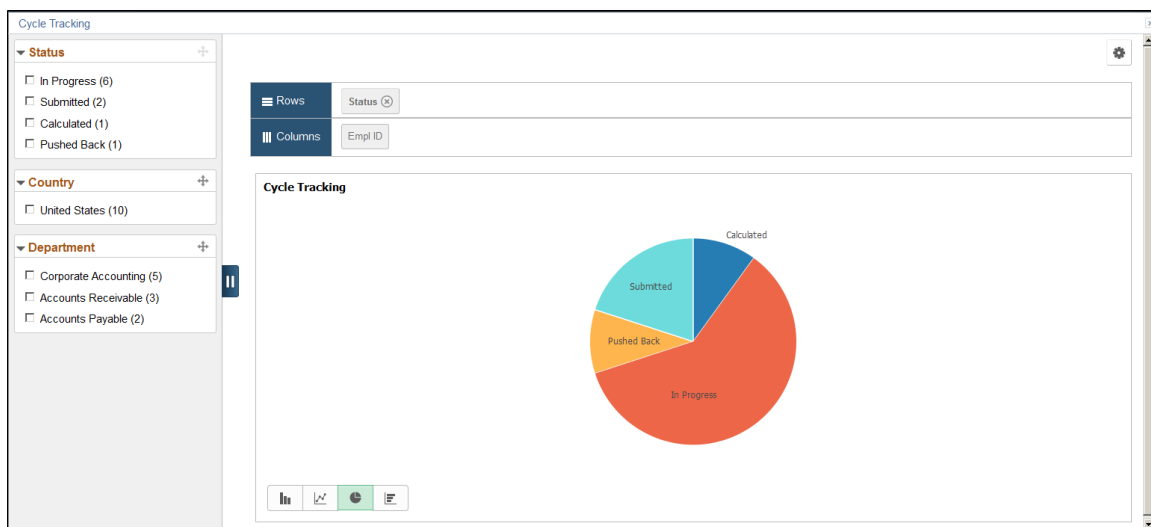 Cycle Tracking
Status
In Progress (6)
Submitted (2)
Calculated (1)
Pushed Back (1)
Country
United States (10)
Department
Corporate Accounting (5)
Accounts Receivable (3)
Accounts Payable (2)
Rows
Status
Columns
Empl ID
Cycle Tracking
Calculated
Submitted
Pushed Back
In Progress